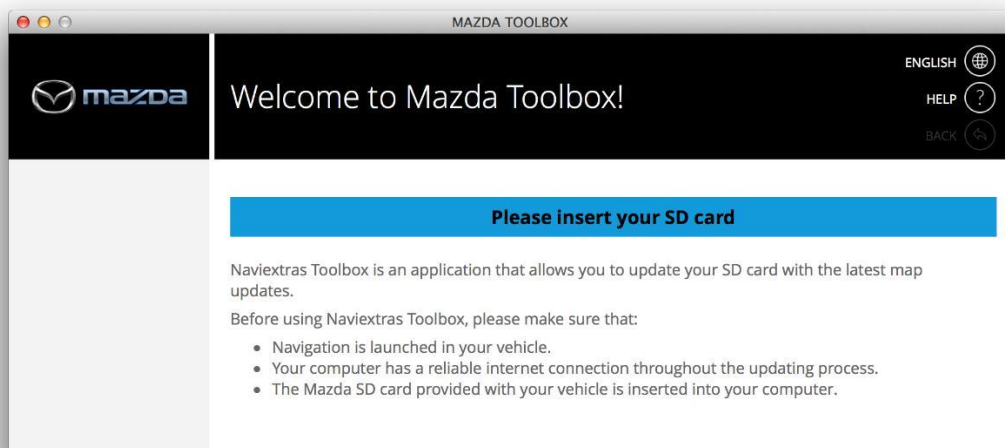 MAZDA TOOLBOX
mazda
Welcome to Mazda Toolbox!
ENGLISH
HELP ?
BACK
Please insert your SD card
Naviextras Toolbox is an application that allows you to update your SD card with the latest map
updates.
Before using Naviextras Toolbox, please make sure that:
• Navigation is launched in your vehicle.
• Your computer has a reliable internet connection throughout the updating process.
• The Mazda SD card provided with your vehicle is inserted into your computer.